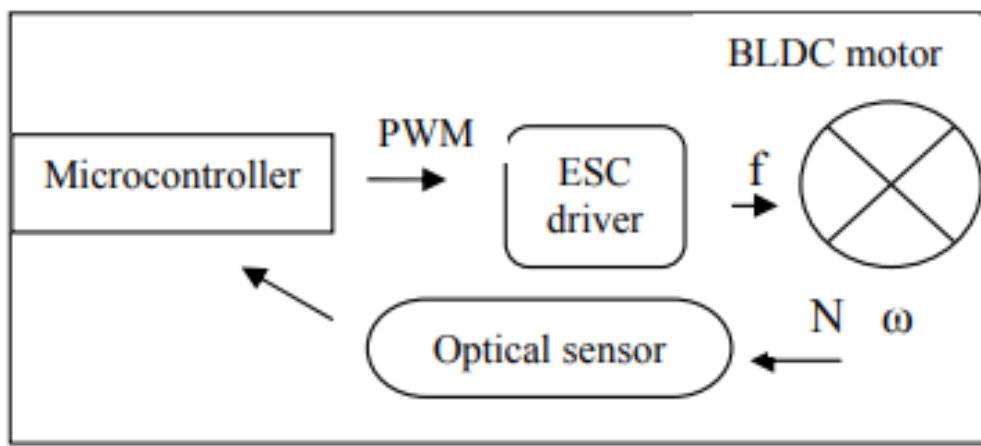 BLDC motor
PWM
Microcontroller
ESC
driver
f
N ω
Optical sensor